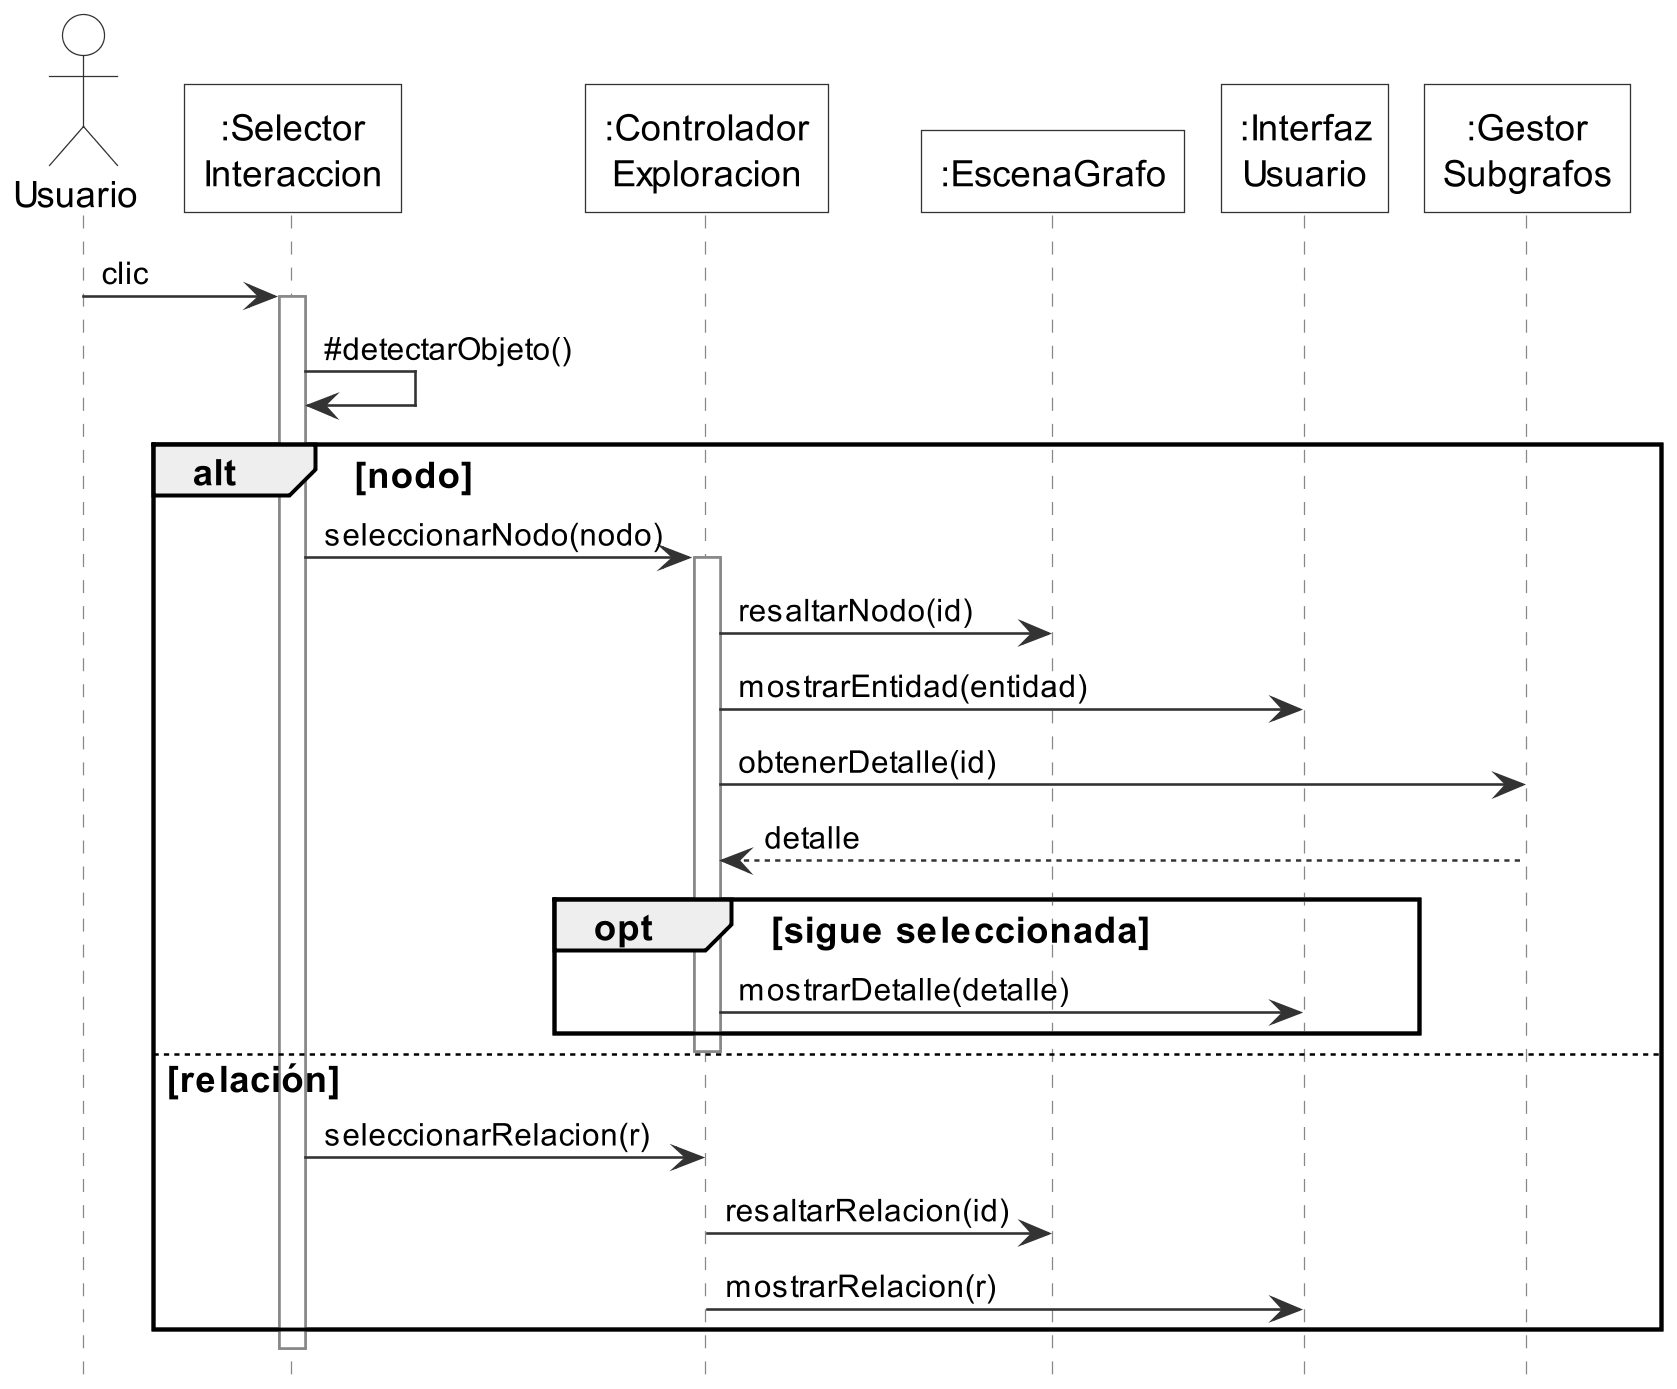 Usuario
:Selector
Interaccion
:Controlador
Exploracion
:EscenaGrafo
:Interfaz
Usuario
:Gestor
Subgrafos
clic
#detectarObjeto()
alt
[nodo]
seleccionarNodo(nodo)
resaltarNodo(id)
mostrarEntidad(entidad)
obtenerDetalle(id)
detalle
opt
[sigue seleccionada]
mostrarDetalle(detalle)
[relación]
seleccionarRelacion(r)
resaltarRelacion(id)
mostrarRelacion(r)